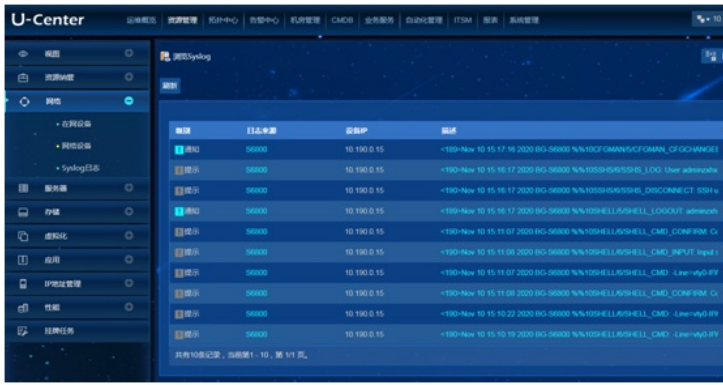 U-Center 运维概览 资源管理 拓扑中心 告警中心 机房管理 CMDB 业务服务 自动化管理 ITSM 报表 系统管理 10.
视图
资源纳管
网络
在网设备
网络设备
Syslog日志
服务器
存储
虚拟化
应用
IP地址管理
性能
挂牌任务
浏览Syslog
刷新
级别 日志来源 设备IP 描述
通知 S6800 10.190.0.15 <189>Nov 10 15:17:16 2020 BG-S6800 %%10CFGMAN/5/CFGMAN_CFGCHANGED
提示 S6800 10.190.0.15 <190>Nov 10 15:16:17 2020 BG-S6800 %%10SSHS/6/SSHS_LOG: User
提示 S6800 10.190.0.15 <190>Nov 10 15:16:17 2020 BG-S6800 %%10SSHS/6/SSHS_DISCONNECT: SSH u
通知 S6800 10.190.0.15 <189>Nov 10 15:16:17 2020 BG-S6800 %%10SHELL/5/SHELL_LOGOUT:
提示 S6800 10.190.0.15 <190>Nov 10 15:11:07 2020 BG-S6800 %%10SHELL/6/SHELL_CMD_CONFIRM: Co
提示 S6800 10.190.0.15 <190>Nov 10 15:11:08 2020 BG-S6800 %%10SHELL/6/SHELL_CMD_INPUT: Input s
提示 S6800 10.190.0.15 <190>Nov 10 15:11:07 2020 BG-S6800 %%10SHELL/6/SHELL_CMD: -Line=vty0-IPA
提示 S6800 10.190.0.15 <190>Nov 10 15:11:08 2020 BG-S6800 %%10SHELL/6/SHELL_CMD_CONFIRM: Co
提示 S6800 10.190.0.15 <190>Nov 10 15:10:22 2020 BG-S6800 %%10SHELL/6/SHELL_CMD: -Line=vty0-IPA
提示 S6800 10.190.0.15 <190>Nov 10 15:10:19 2020 BG-S6800 %%10SHELL/6/SHELL_CMD: -Line=vty0-IPA
共有10条记录，当前第1 - 10，第 1/1 页。